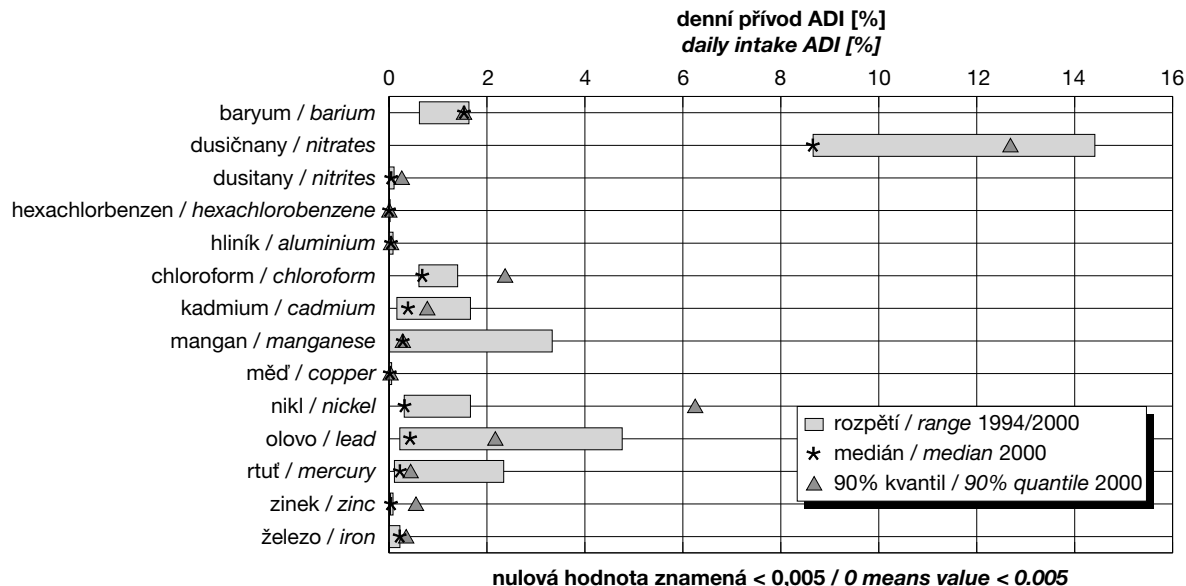 denní přívod ADI [%]
daily intake ADI [%]
0 2 4 6 8 10 12 14 16
baryum / barium
dusičnany / nitrates
dusitany / nitrites
hexachlorbenzen / hexachlorobenzene
hliník / aluminium
chloroform / chloroform
kadmium / cadmium
mangan / manganese
měď / copper
nikl / nickel
olovo / lead
rtuť / mercury
zinek / zinc
železo / iron
rozpětí / range 1994/2000
medián / median 2000
90% kvantil / 90% quantile 2000
nulová hodnota znamená < 0,005 / 0 means value < 0.005